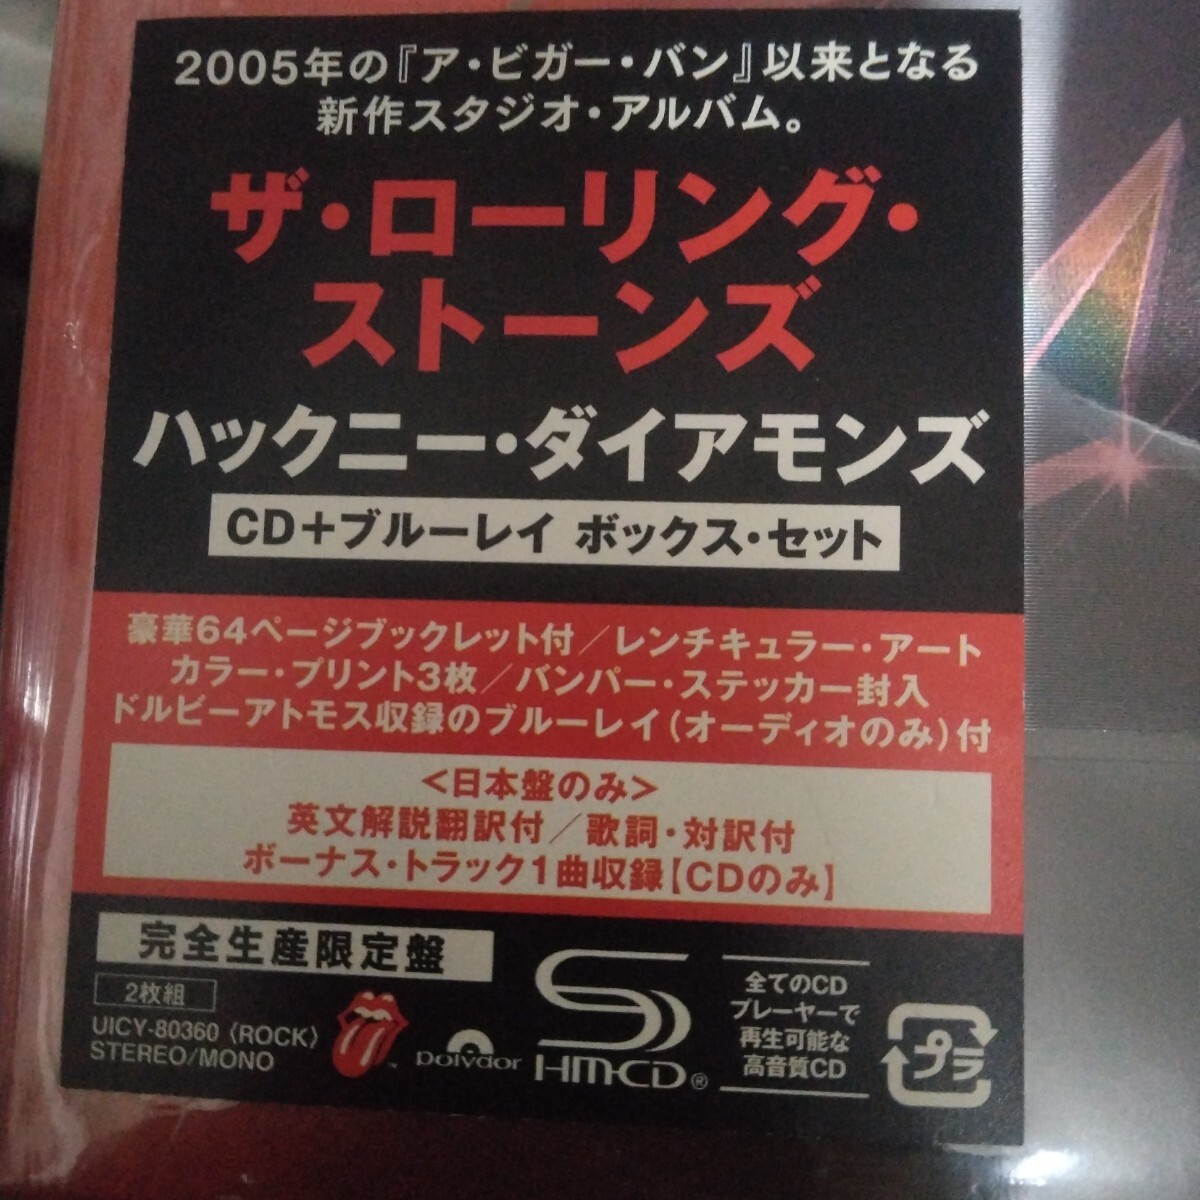 2005年の『ア・ビガー・バン』以来となる
新作スタジオ・アルバム。
ザ・ローリング・
ストーンズ
ハックニー・ダイアモンズ
CD+ブルーレイ ボックス・セット
豪華64ページブックレット付／レンチキュラー・アート
カラー・プリント3枚／バンパー・ステッカー封入
ドルビーアトモス収録のブルーレイ(オーディオのみ)付
<日本盤のみ>
英文解説翻訳付／歌詞・対訳付
ボーナス・トラック1曲収録【CDのみ】
完全生産限定盤
2枚組
UICY-80360 〈ROCK〉
STEREO/MONO
polydor
SHM-CD®
全てのCD
プレーヤーで
再生可能な
高音質CD
プラ